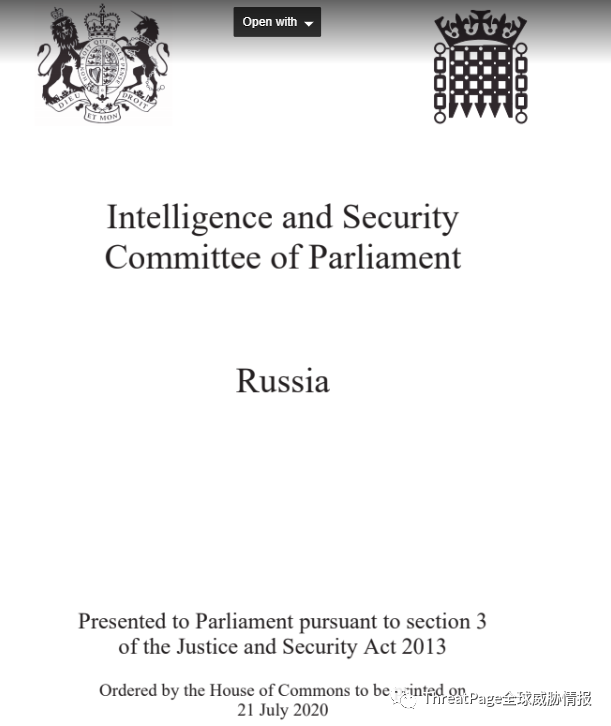 Open with
DIEU ET MON DROIT
Intelligence and Security
Committee of Parliament
Russia
Presented to Parliament pursuant to section 3
of the Justice and Security Act 2013
Ordered by the House of Commons to be printed on
ThreatPage全球威胁情报
21 July 2020